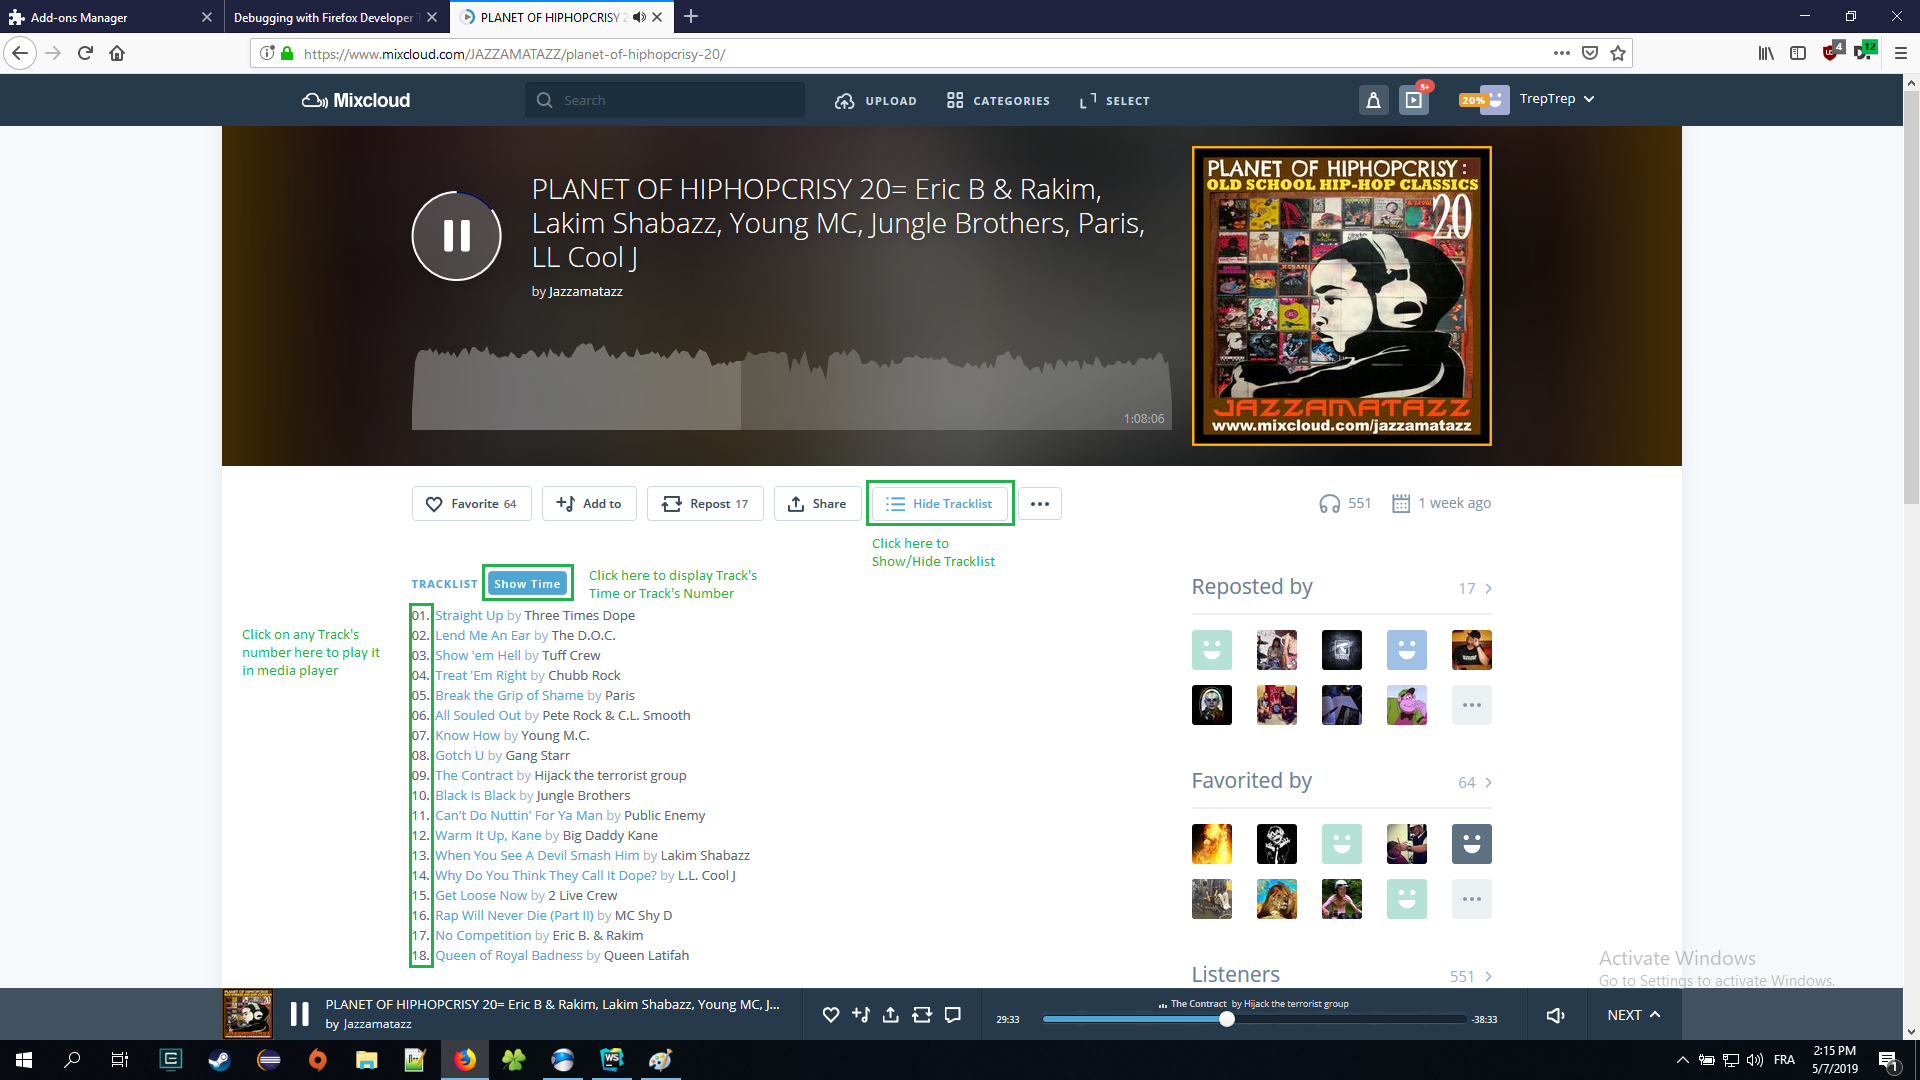 Add-ons Manager
Debugging with Firefox Developer T
PLANET OF HIPHOPCRISY 2
https://www.mixcloud.com/JAZZAMATAZZ/planet-of-hiphopcrisy-20/
4
12
Mixcloud
Search
UPLOAD
CATEGORIES
SELECT
5+
20%
TrepTrep
PLANET OF HIPHOPCRISY 20= Eric B & Rakim,
Lakim Shabazz, Young MC, Jungle Brothers, Paris,
LL Cool J
by Jazzamatazz
1:08:06
PLANET OF HIPHOPCRISY:
OLD SCHOOL HIP-HOP CLASSICS
20
JAZZAMATAZZ
www.mixcloud.com/jazzamatazz
Favorite 64
Add to
Repost 17
Share
Hide Tracklist
551
1 week ago
Click here to
Show/Hide Tracklist
TRACKLIST
Show Time
Click here to display Track's
Time or Track's Number
Click on any Track's
number here to play it
in media player
01. Straight Up by Three Times Dope
02. Lend Me An Ear by The D.O.C.
03. Show 'em Hell by Tuff Crew
04. Treat 'Em Right by Chubb Rock
05. Break the Grip of Shame by Paris
06. All Souled Out by Pete Rock & C.L. Smooth
07. Know How by Young M.C.
08. Gotch U by Gang Starr
09. The Contract by Hijack the terrorist group
10. Black Is Black by Jungle Brothers
11. Can't Do Nuttin' For Ya Man by Public Enemy
12. Warm It Up, Kane by Big Daddy Kane
13. When You See A Devil Smash Him by Lakim Shabazz
14. Why Do You Think They Call It Dope? by L.L. Cool J
15. Get Loose Now by 2 Live Crew
16. Rap Will Never Die (Part II) by MC Shy D
17. No Competition by Eric B. & Rakim
18. Queen of Royal Badness by Queen Latifah
Reposted by
17
Favorited by
64
Listeners
551
Activate Windows
Go to Settings to activate Windows.
PLANET OF HIPHOPCRISY 20= Eric B & Rakim, Lakim Shabazz, Young MC, J...
by Jazzamatazz
29:33
The Contract by Hijack the terrorist group
-38:33
NEXT
FRA
2:15 PM
5/7/2019
1